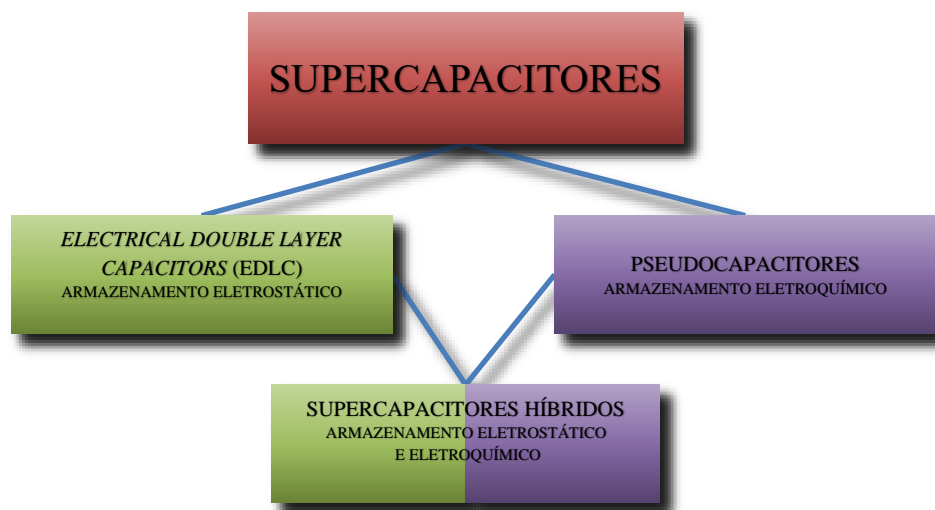 SUPERCAPACITORES
ELECTRICAL DOUBLE LAYER
CAPACITORS (EDLC)
ARMAZENAMENTO ELETROSTÁTICO
PSEUDOCAPACITORES
ARMAZENAMENTO ELETROQUÍMICO
SUPERCAPACITORES HÍBRIDOS
ARMAZENAMENTO ELETROSTÁTICO
E ELETROQUÍMICO